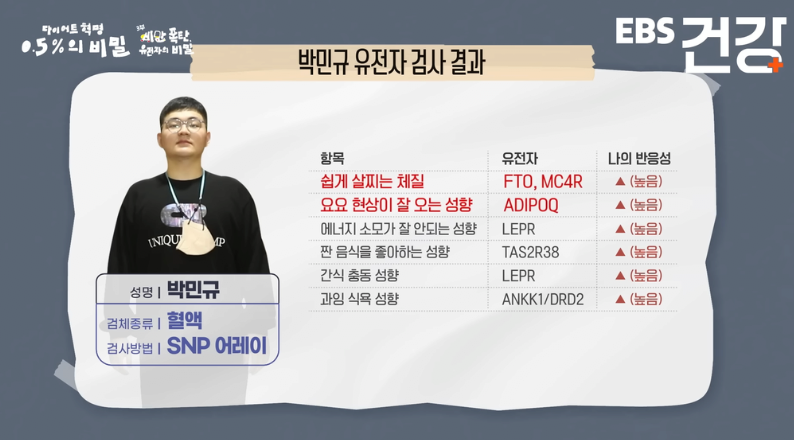 다이어트 혁명
0.5%의 비밀
3부
비만 폭탄,
유전자의 비밀
EBS 건강
박민규 유전자 검사 결과
항목 유전자 나의 반응성
쉽게 살찌는 체질 FTO, MC4R ▲ (높음)
요요 현상이 잘 오는 성향 ADIPOQ ▲ (높음)
에너지 소모가 잘 안되는 성향 LEPR ▲ (높음)
짠 음식을 좋아하는 성향 TAS2R38 ▲ (높음)
간식 충동 성향 LEPR ▲ (높음)
과잉 식욕 성향 ANKK1/DRD2 ▲ (높음)
성명 | 박민규
검체종류 | 혈액
검사방법 | SNP 어레이